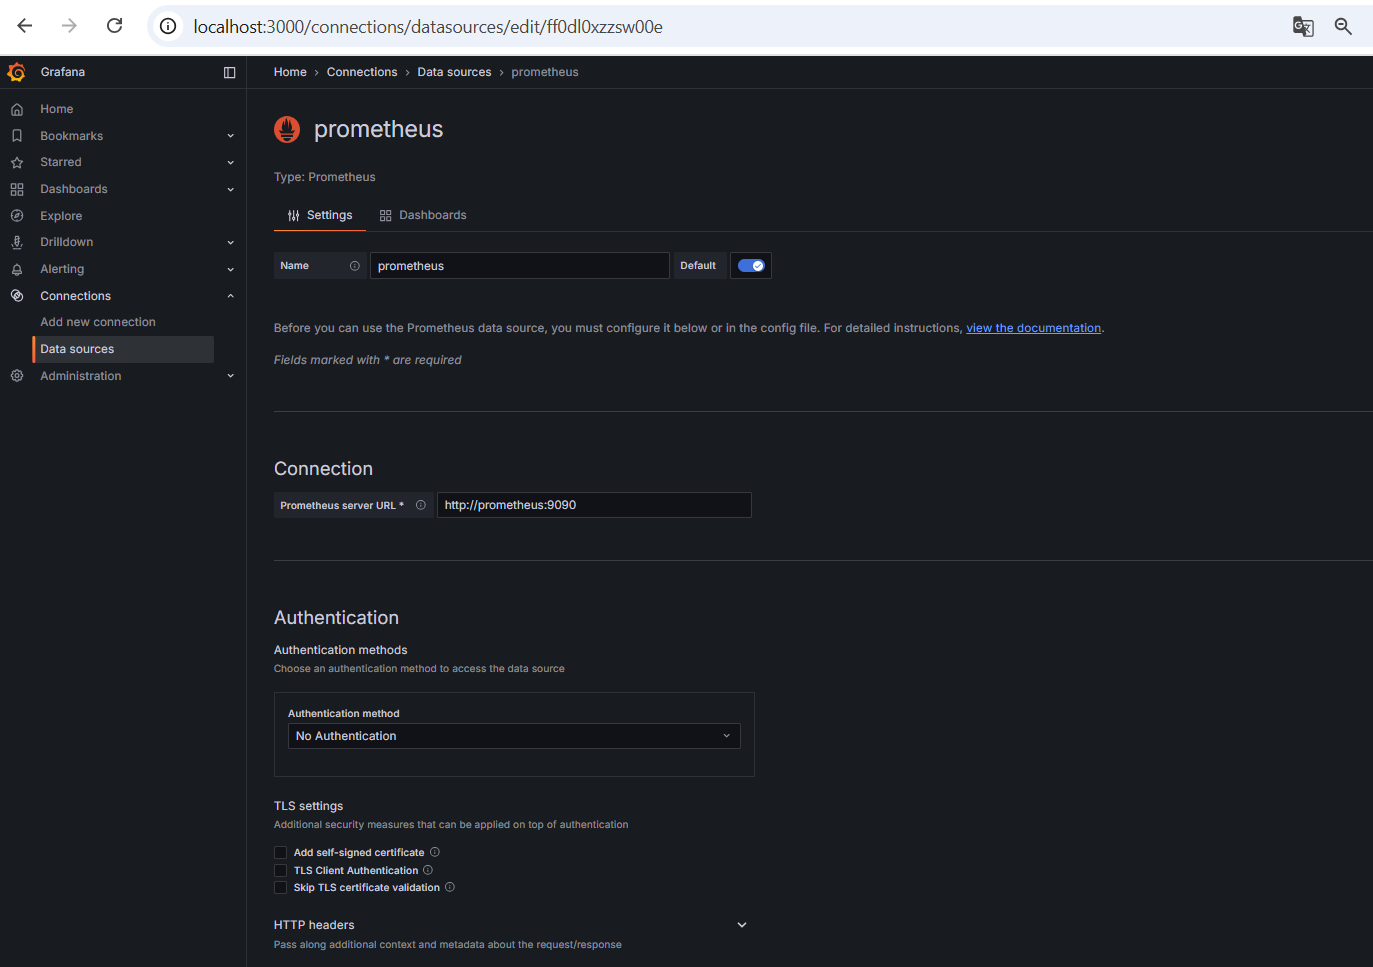 localhost:3000/connections/datasources/edit/ff0dl0xzzsw00e
Grafana
Home › Connections › Data sources › prometheus
Home
Bookmarks
Starred
Dashboards
Explore
Drilldown
Alerting
Connections
Add new connection
Data sources
Administration
prometheus
Type: Prometheus
Settings Dashboards
Name prometheus Default
Before you can use the Prometheus data source, you must configure it below or in the config file. For detailed instructions, view the documentation.
Fields marked with * are required
Connection
Prometheus server URL * http://prometheus:9090
Authentication
Authentication methods
Choose an authentication method to access the data source
Authentication method
No Authentication
TLS settings
Additional security measures that can be applied on top of authentication
Add self-signed certificate
TLS Client Authentication
Skip TLS certificate validation
HTTP headers
Pass along additional context and metadata about the request/response